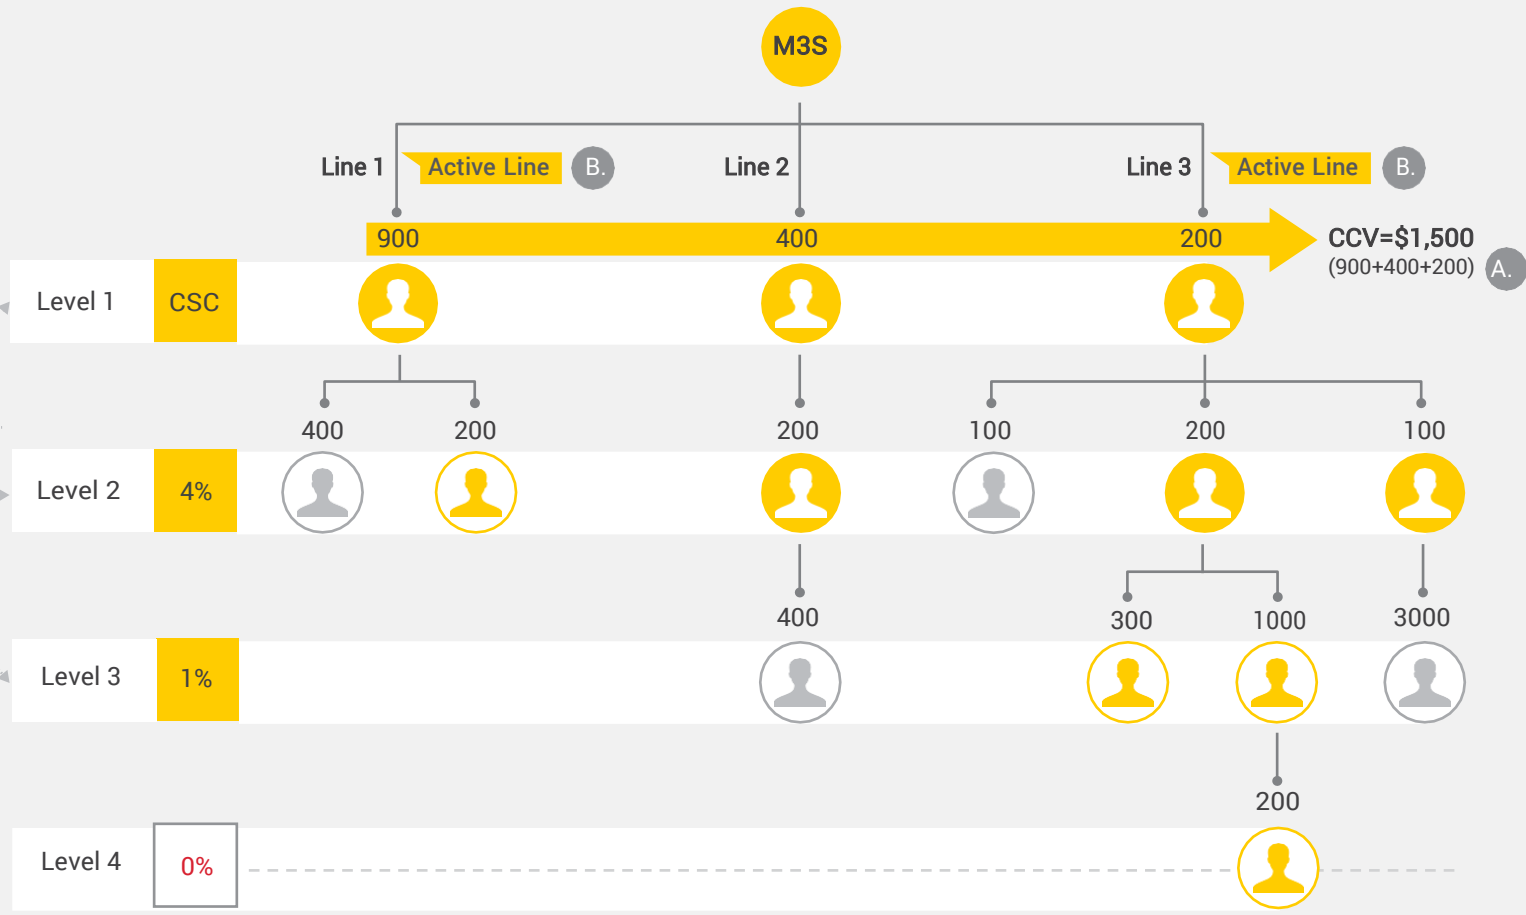 M3S
Line 1 Active Line B. Line 2 Line 3 Active Line B.
900 400 200 CCV=$1,500
(900+400+200) A.
Level 1 CSC
400 200 200 100 200 100
Level 2 4%
400 300 1000 3000
Level 3 1%
200
Level 4 0%